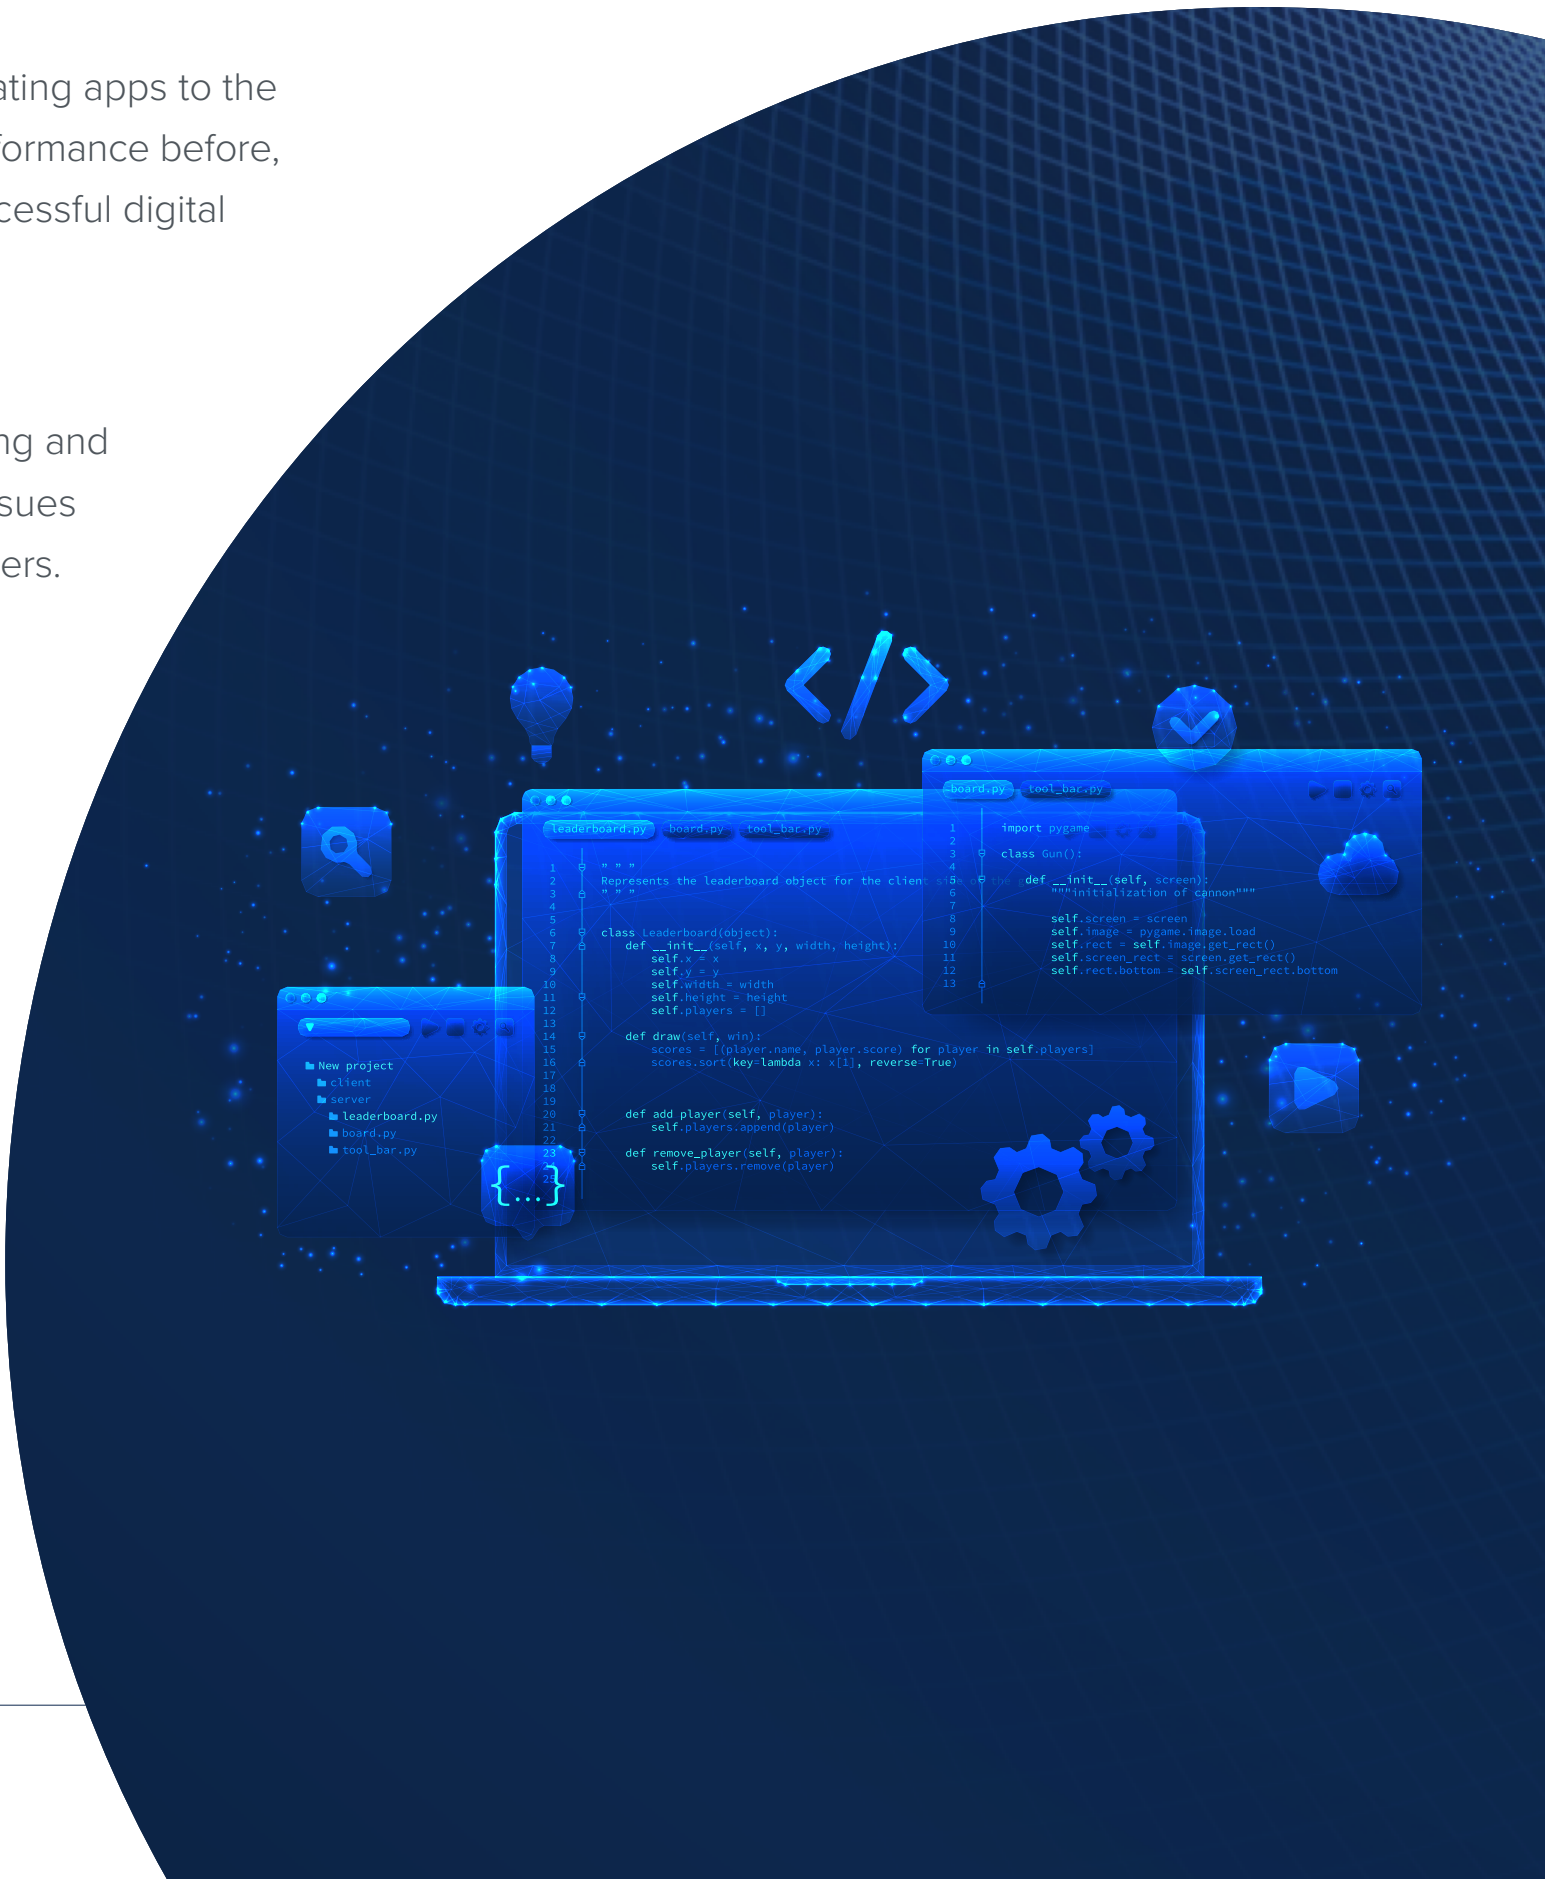 ating apps to the
formance before,
cessful digital
ng and
sues
ers.
</>
-board.py tool_bar.py
1 import pygame
2
3 class Gun():
4
5 def __init__(self, screen):
6 """initialization of cannon"""
7
8 self.screen = screen
9 self.image = pygame.image.load
10 self.rect = self.image.get_rect()
11 self.screen_rect = screen.get_rect()
12 self.rect.bottom = self.screen_rect.bottom
13
leaderboard.py board.py tool_bar.py
1 " " "
2 Represents the leaderboard object for the client side of the
3 " " "
4
5
6 class Leaderboard(object):
7 def __init__(self, x, y, width, height):
8 self.x = x
9 self.y = y
10 self.width = width
11 self.height = height
12 self.players = []
13
14 def draw(self, win):
15 scores = [(player.name, player.score) for player in self.players]
16 scores.sort(key=lambda x: x[1], reverse=True)
17
18
19
20 def add player(self, player):
21 self.players.append(player)
22
23 def remove_player(self, player):
24 self.players.remove(player)
25
New project
client
server
leaderboard.py
board.py
tool_bar.py
{...}